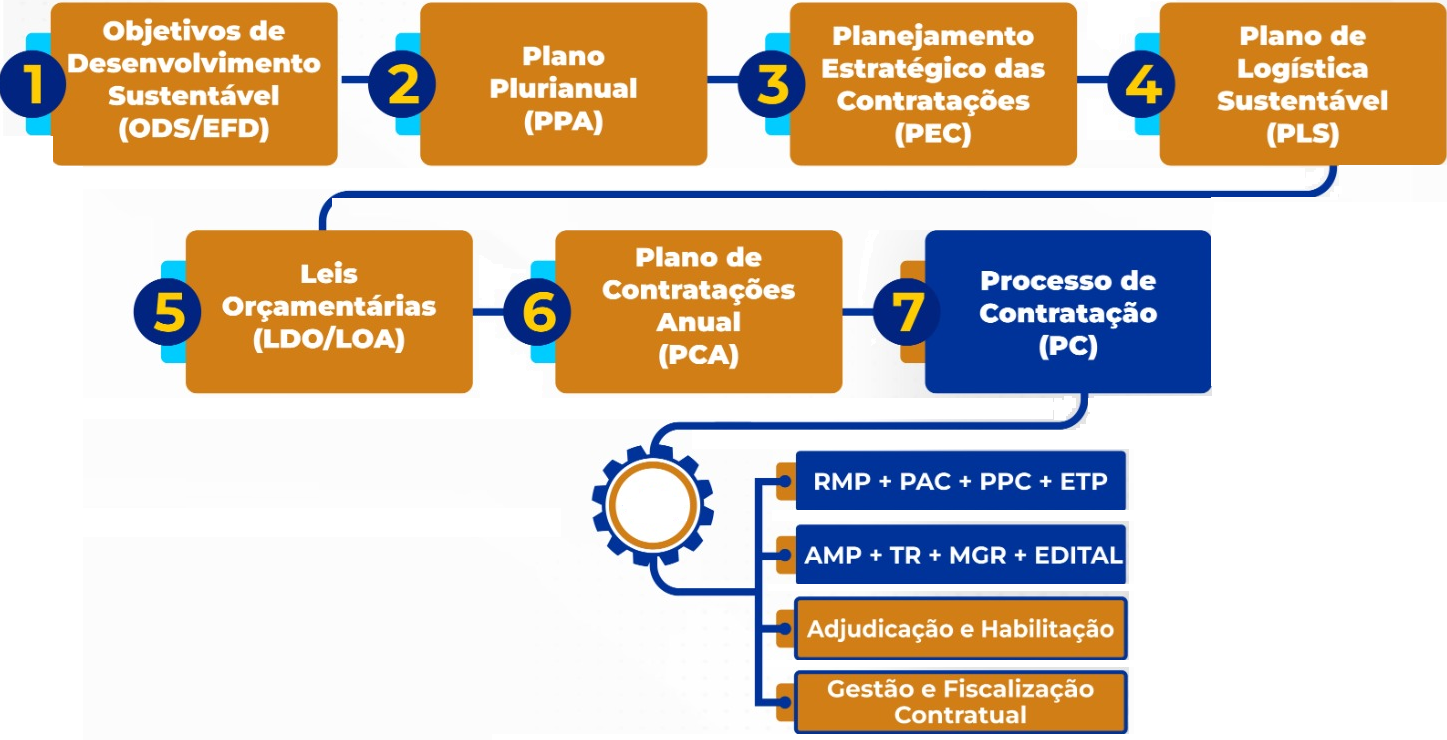 1
Objetivos de
Desenvolvimento
Sustentável
(ODS/EFD)
2
Plano
Plurianual
(PPA)
3
Planejamento
Estratégico das
Contratações
(PEC)
4
Plano de
Logística
Sustentável
(PLS)
5
Leis
Orçamentárias
(LDO/LOA)
6
Plano de
Contratações
Anual
(PCA)
7
Processo de
Contratação
(PC)
RMP + PAC + PPC + ETP
AMP + TR + MGR + EDITAL
Adjudicação e Habilitação
Gestão e Fiscalização
Contratual